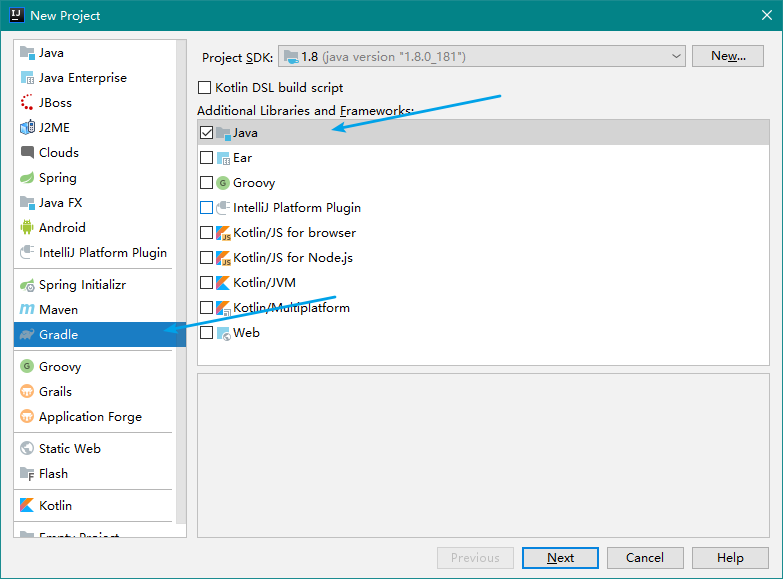 New Project
Java
Java Enterprise
JBoss
J2ME
Clouds
Spring
Java FX
Android
IntelliJ Platform Plugin
Spring Initializr
Maven
Gradle
Groovy
Grails
Application Forge
Static Web
Flash
Kotlin
Empty Project
Project SDK: 1.8 (java version "1.8.0_181") New...
Kotlin DSL build script
Additional Libraries and Frameworks:
Java
Ear
Groovy
IntelliJ Platform Plugin
Kotlin/JS for browser
Kotlin/JS for Node.js
Kotlin/JVM
Kotlin/Multiplatform
Web
Previous Next Cancel Help